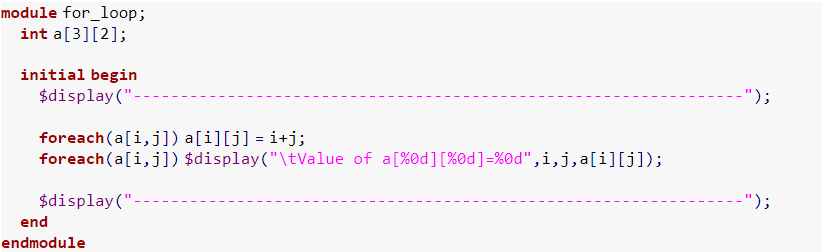 module for_loop;
  int a[3][2];
  initial begin
    $display("-----------------------------------------------------------------");
    foreach(a[i,j]) a[i][j] = i+j;
    foreach(a[i,j]) $display("\tValue of a[%0d][%0d]=%0d",i,j,a[i][j]);
    $display("-----------------------------------------------------------------");
  end
endmodule